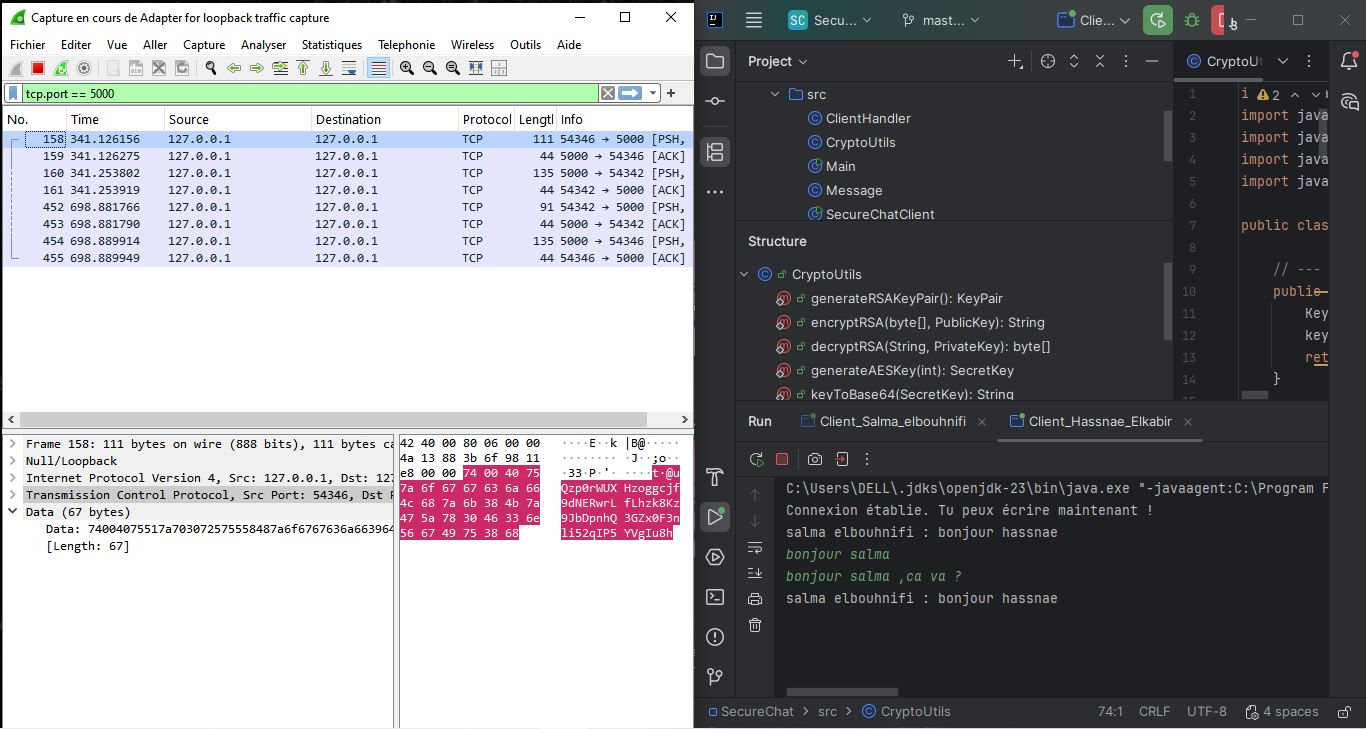 Capture en cours de Adapter for loopback traffic capture
Fichier Editer Vue Aller Capture Analyser Statistiques Telephonie Wireless Outils Aide
tcp.port == 5000
No. Time Source Destination Protocol Lengtl Info
158 341.126156 127.0.0.1 127.0.0.1 TCP 111 54346 → 5000 [PSH,
159 341.126275 127.0.0.1 127.0.0.1 TCP 44 5000 → 54346 [ACK]
160 341.253802 127.0.0.1 127.0.0.1 TCP 135 5000 → 54342 [PSH,
161 341.253919 127.0.0.1 127.0.0.1 TCP 44 54342 → 5000 [ACK]
452 698.881766 127.0.0.1 127.0.0.1 TCP 91 54342 → 5000 [PSH,
453 698.881790 127.0.0.1 127.0.0.1 TCP 44 5000 → 54342 [ACK]
454 698.889914 127.0.0.1 127.0.0.1 TCP 135 5000 → 54346 [PSH,
455 698.889949 127.0.0.1 127.0.0.1 TCP 44 54346 → 5000 [ACK]
Frame 158: 111 bytes on wire (888 bits), 111 bytes ca
Null/Loopback
Internet Protocol Version 4, Src: 127.0.0.1, Dst: 127
Transmission Control Protocol, Src Port: 54346, Dst P
Data (67 bytes)
Data: 74004075517a703072575558487a6f6767636a663964
[Length: 67]
42 40 00 80 06 00 00 ····E··k |B@·····
4a 13 88 3b 6f 98 11 ········ ·J··;o··
e8 00 00 74 00 40 75 ·33·P·'· ····t·@u
7a 6f 67 67 63 6a 66 Qzp0rWUX Hzoggcjf
4c 68 7a 6b 38 4b 7a 9dNERwrL fLhzk8Kz
47 5a 78 30 46 33 6e 9JbDpnhQ 3GZx0F3n
56 67 49 75 38 68 li52qIP5 YVgIu8h
SC Secu... mast... Clie...
Project
src
ClientHandler
CryptoUtils
Main
Message
SecureChatClient
Structure
CryptoUtils
generateRSAKeyPair(): KeyPair
encryptRSA(byte[], PublicKey): String
decryptRSA(String, PrivateKey): byte[]
generateAESKey(int): SecretKey
keyToBase64(SecretKey): String
CryptoU
1 i 2
2 import java
3 import java
4 import java
5 import java
6
7 public clas
8
9 // ---
10 public
11 Key
12 key
13 ret
14 }
Run Client_Salma_elbouhnifi Client_Hassnae_Elkabir
C:\Users\DELL\.jdks\openjdk-23\bin\java.exe "-javaagent:C:\Program F
Connexion établie. Tu peux écrire maintenant !
salma elbouhnifi : bonjour hassnae
bonjour salma
bonjour salma ,ca va ?
salma elbouhnifi : bonjour hassnae
SecureChat src CryptoUtils 74:1 CRLF UTF-8 4 spaces